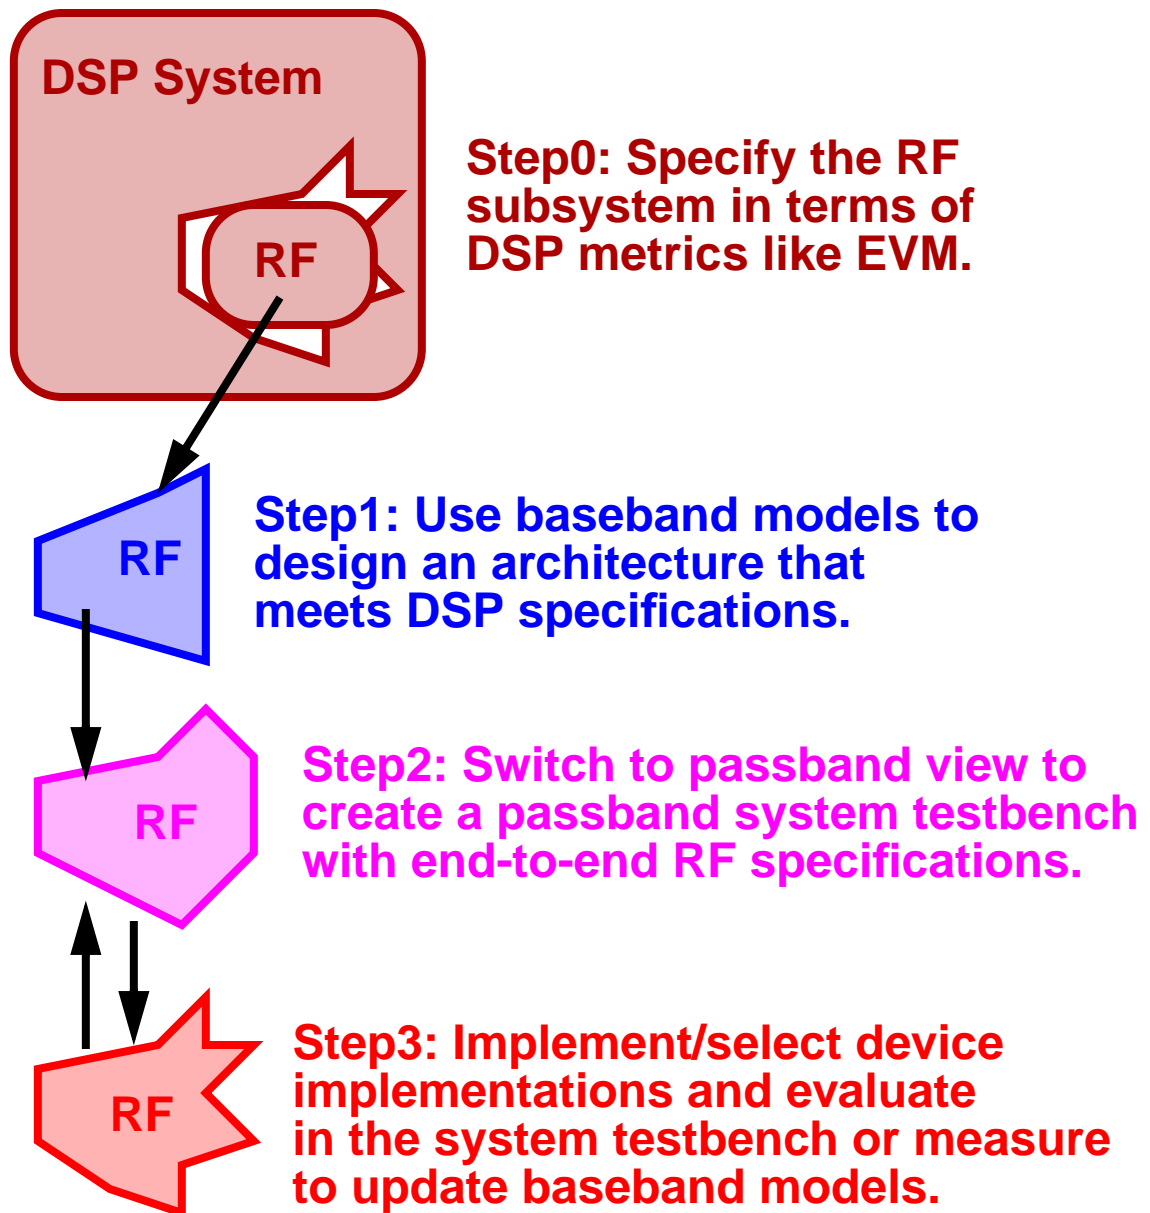 DSP System
Step0: Specify the RF
subsystem in terms of
DSP metrics like EVM.
RF
Step1: Use baseband models to
design an architecture that
meets DSP specifications.
RF
Step2: Switch to passband view to
create a passband system testbench
with end-to-end RF specifications.
RF
Step3: Implement/select device
implementations and evaluate
in the system testbench or measure
to update baseband models.
RF